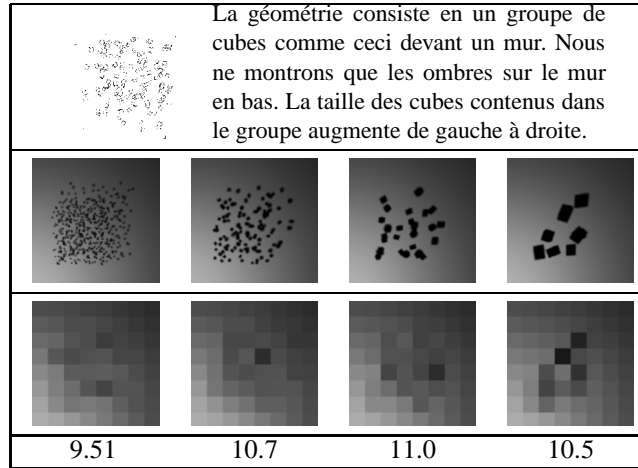 La géométrie consiste en un groupe de
cubes comme ceci devant un mur. Nous
ne montrons que les ombres sur le mur
en bas. La taille des cubes contenus dans
le groupe augmente de gauche à droite.
9.51 10.7 11.0 10.5